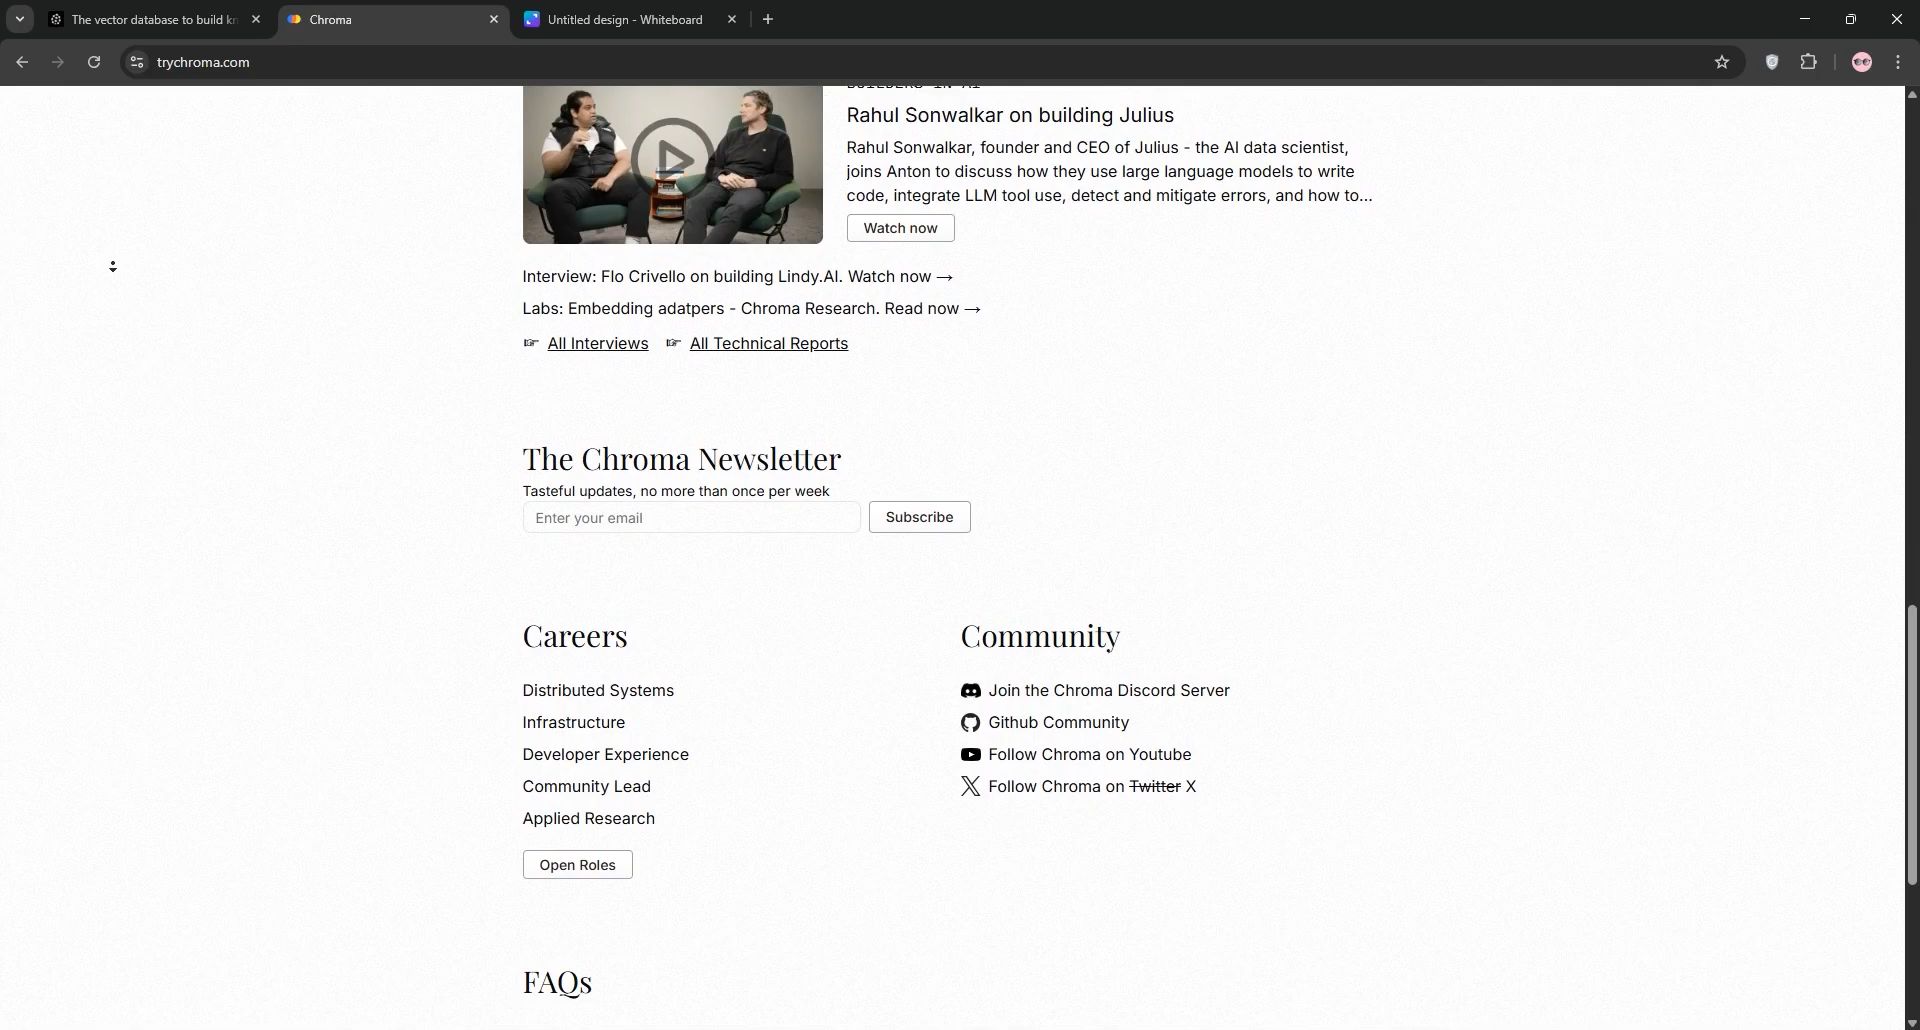 The vector database to build kn
Chroma
Untitled design - Whiteboard
trychroma.com
BUILDERS IN AI
Rahul Sonwalkar on building Julius
Rahul Sonwalkar, founder and CEO of Julius - the AI data scientist,
joins Anton to discuss how they use large language models to write
code, integrate LLM tool use, detect and mitigate errors, and how to...
Watch now
Interview: Flo Crivello on building Lindy.AI. Watch now →
Labs: Embedding adatpers - Chroma Research. Read now →
☞ All Interviews ☞ All Technical Reports
The Chroma Newsletter
Tasteful updates, no more than once per week
Enter your email
Subscribe
Careers
Distributed Systems
Infrastructure
Developer Experience
Community Lead
Applied Research
Open Roles
Community
Join the Chroma Discord Server
Github Community
Follow Chroma on Youtube
Follow Chroma on Twitter X
FAQs